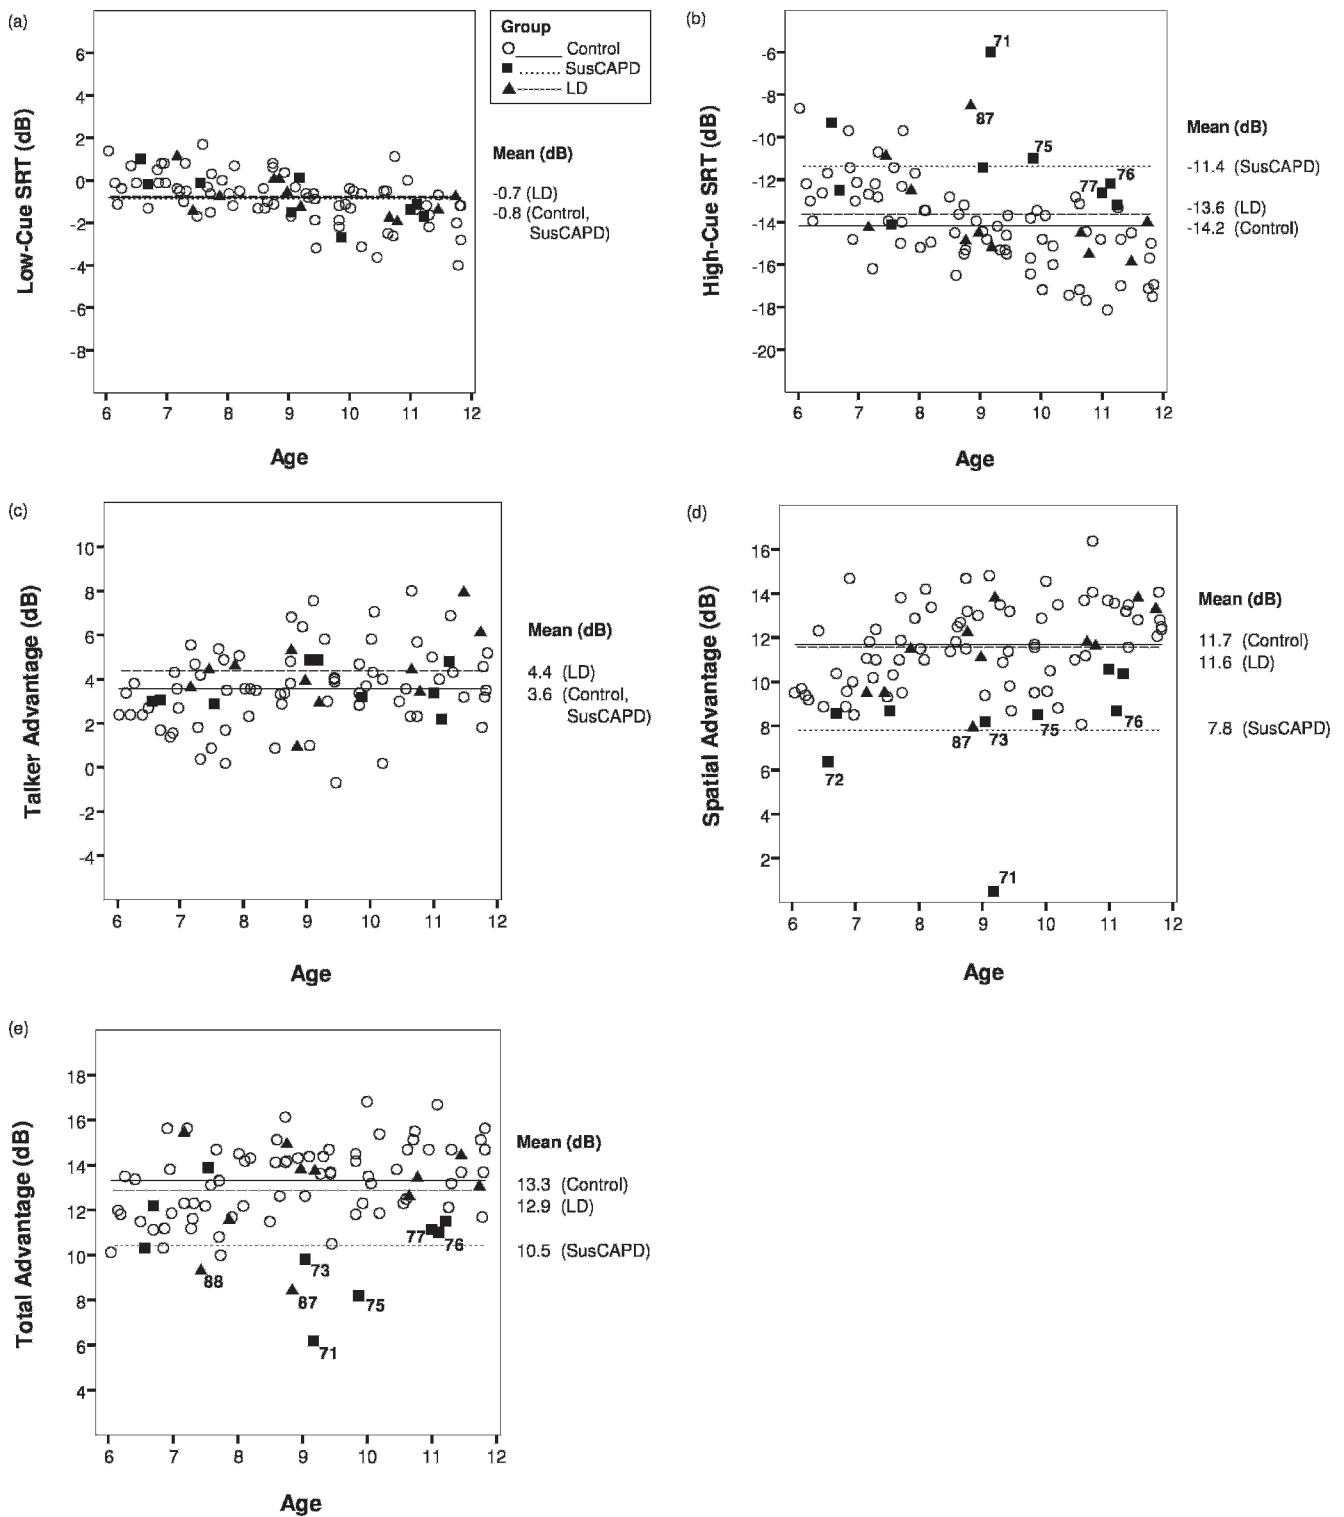 (a)
Low-Cue SRT (dB)
6
4
2
0
-2
-4
-6
-8
6 7 8 9 10 11 12
Age
Group
Control
SusCAPD
LD
Mean (dB)
-0.7 (LD)
-0.8 (Control,
SusCAPD)
(b)
High-Cue SRT (dB)
-6
-8
-10
-12
-14
-16
-18
-20
71
87
75
76
77
6 7 8 9 10 11 12
Age
Mean (dB)
-11.4 (SusCAPD)
-13.6 (LD)
-14.2 (Control)
(c)
Talker Advantage (dB)
10
8
6
4
2
0
-2
-4
6 7 8 9 10 11 12
Age
Mean (dB)
4.4 (LD)
3.6 (Control,
SusCAPD)
(d)
Spatial Advantage (dB)
16
14
12
10
8
6
4
2
87 73 75 76
72
71
6 7 8 9 10 11 12
Age
Mean (dB)
11.7 (Control)
11.6 (LD)
7.8 (SusCAPD)
(e)
Total Advantage (dB)
18
16
14
12
10
8
6
4
77 76
73
88
87 75
71
6 7 8 9 10 11 12
Age
Mean (dB)
13.3 (Control)
12.9 (LD)
10.5 (SusCAPD)